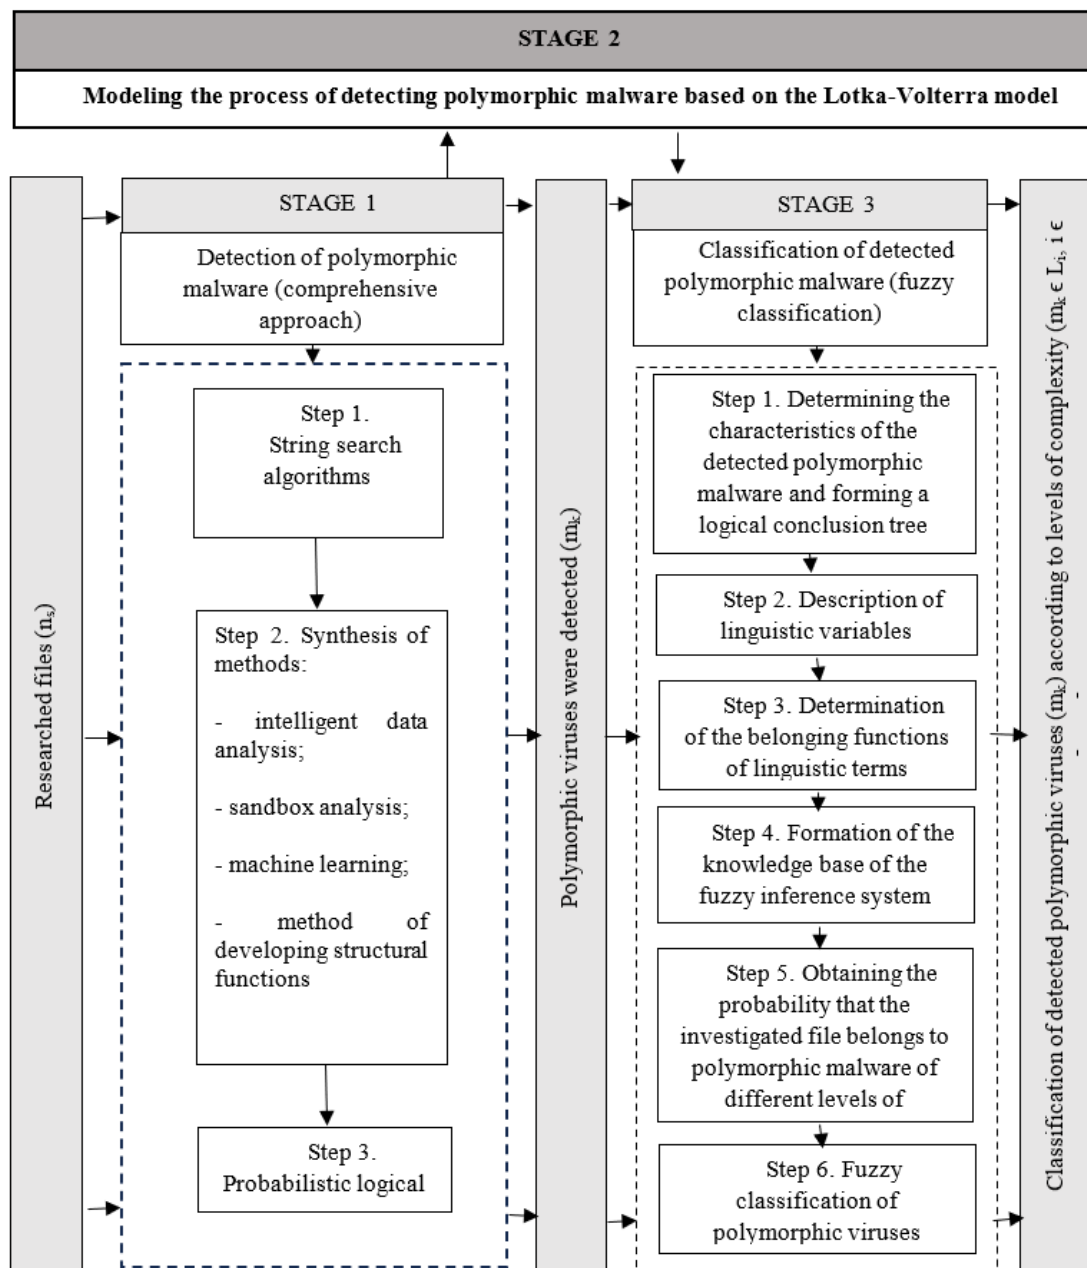 STAGE 2
Modeling the process of detecting polymorphic malware based on the Lotka-Volterra model
Researched files (nₛ)
STAGE 1
Detection of polymorphic
malware (comprehensive
approach)
Step 1.
String search
algorithms
Step 2. Synthesis of
methods:
- intelligent data
analysis;
- sandbox analysis;
- machine learning;
- method of
developing structural
functions
Step 3.
Probabilistic logical
Polymorphic viruses were detected (mₖ)
STAGE 3
Classification of detected
polymorphic malware (fuzzy
classification)
Step 1. Determining the
characteristics of the
detected polymorphic
malware and forming a
logical conclusion tree
Step 2. Description of
linguistic variables
Step 3. Determination
of the belonging functions
of linguistic terms
Step 4. Formation of the
knowledge base of the
fuzzy inference system
Step 5. Obtaining the
probability that the
investigated file belongs to
polymorphic malware of
different levels of
Step 6. Fuzzy
classification of
polymorphic viruses
Classification of detected polymorphic viruses (mₖ) according to levels of complexity (mₖ ϵ Lᵢ, i ϵ